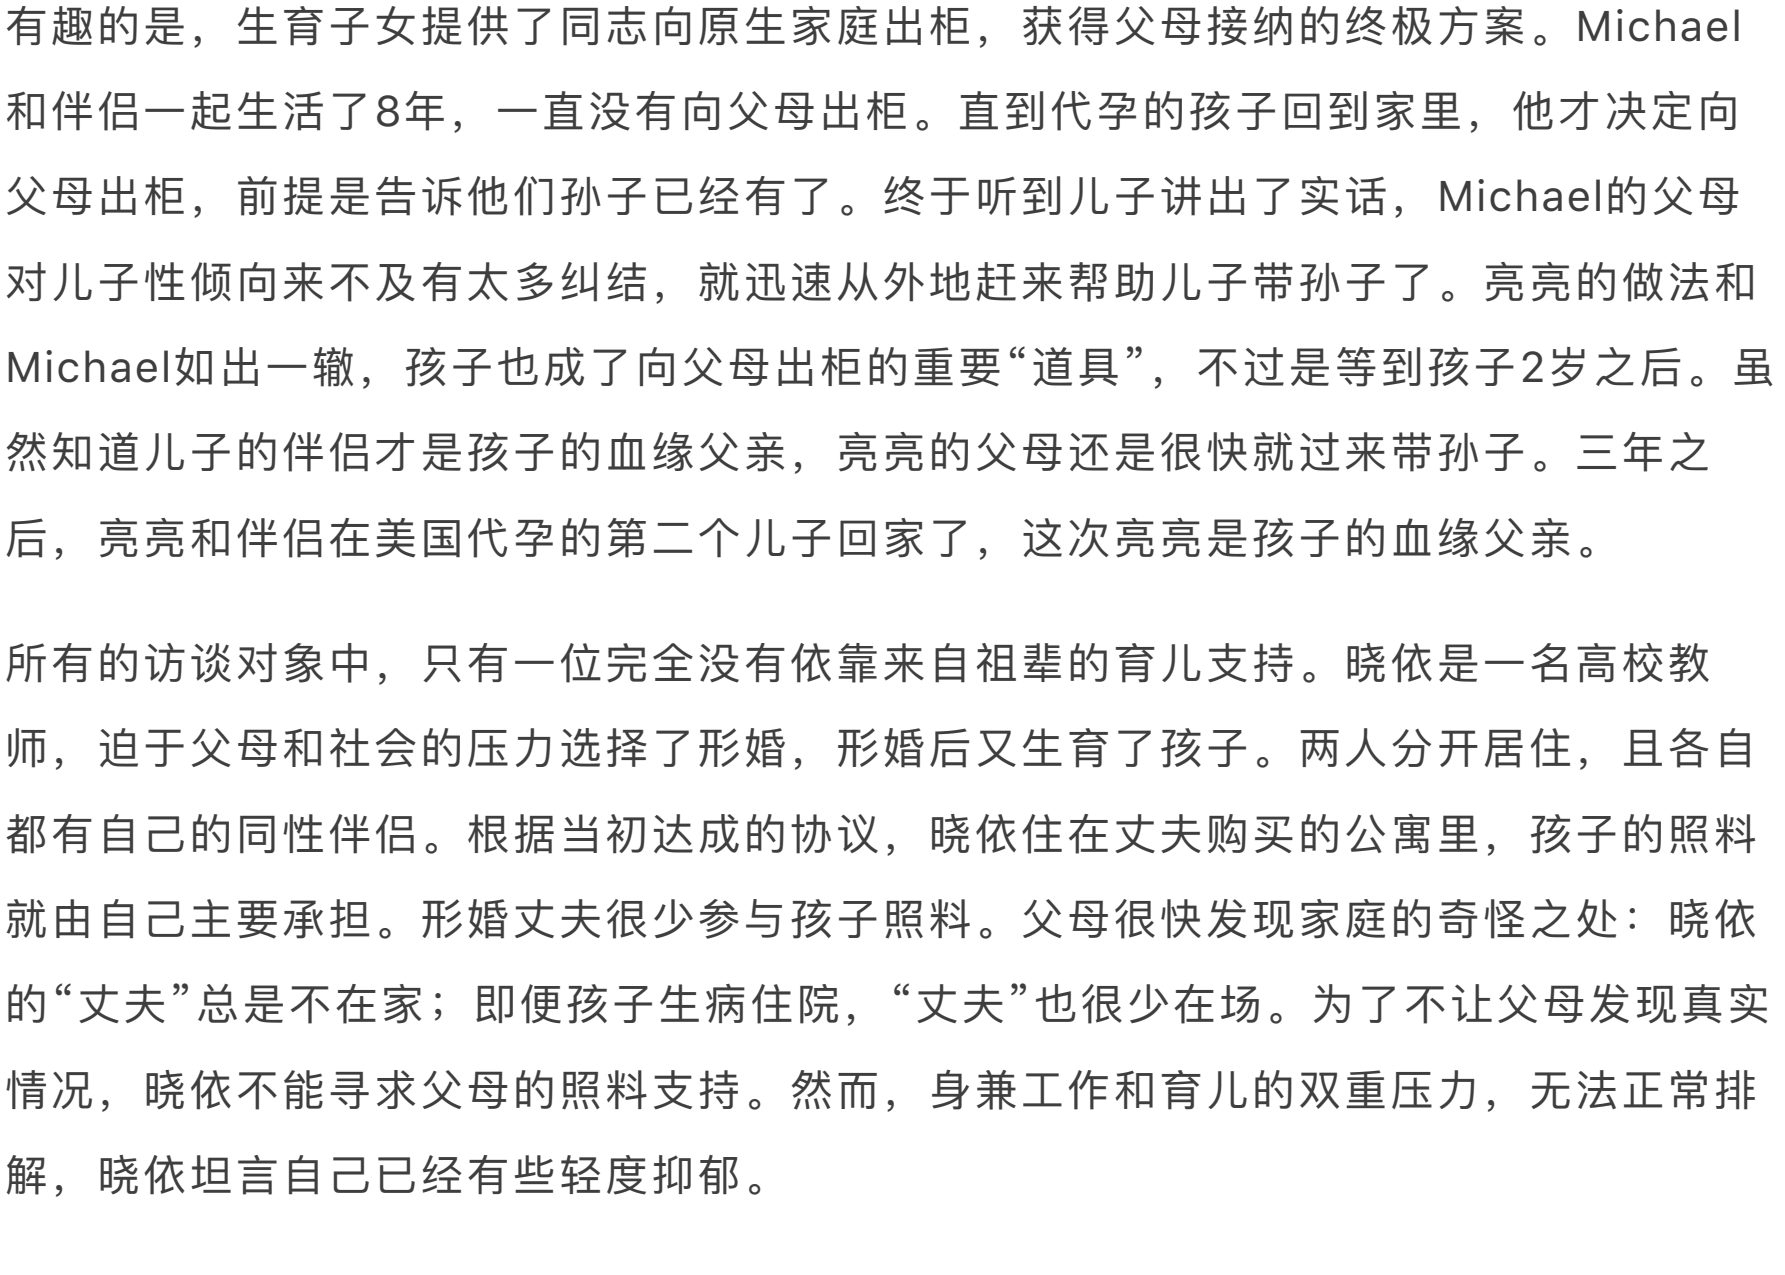 有趣的是，生育子女提供了同志向原生家庭出柜，获得父母接纳的终极方案。Michael
和伴侣一起生活了8年，一直没有向父母出柜。直到代孕的孩子回到家里，他才决定向
父母出柜，前提是告诉他们孙子已经有了。终于听到儿子讲出了实话，Michael的父母
对儿子性倾向来不及有太多纠结，就迅速从外地赶来帮助儿子带孙子了。亮亮的做法和
Michael如出一辙，孩子也成了向父母出柜的重要“道具”，不过是等到孩子2岁之后。虽
然知道儿子的伴侣才是孩子的血缘父亲，亮亮的父母还是很快就过来带孙子。三年之
后，亮亮和伴侣在美国代孕的第二个儿子回家了，这次亮亮是孩子的血缘父亲。
所有的访谈对象中，只有一位完全没有依靠来自祖辈的育儿支持。晓依是一名高校教
师，迫于父母和社会的压力选择了形婚，形婚后又生育了孩子。两人分开居住，且各自
都有自己的同性伴侣。根据当初达成的协议，晓依住在丈夫购买的公寓里，孩子的照料
就由自己主要承担。形婚丈夫很少参与孩子照料。父母很快发现家庭的奇怪之处：晓依
的“丈夫”总是不在家；即便孩子生病住院，“丈夫”也很少在场。为了不让父母发现真实
情况，晓依不能寻求父母的照料支持。然而，身兼工作和育儿的双重压力，无法正常排
解，晓依坦言自己已经有些轻度抑郁。